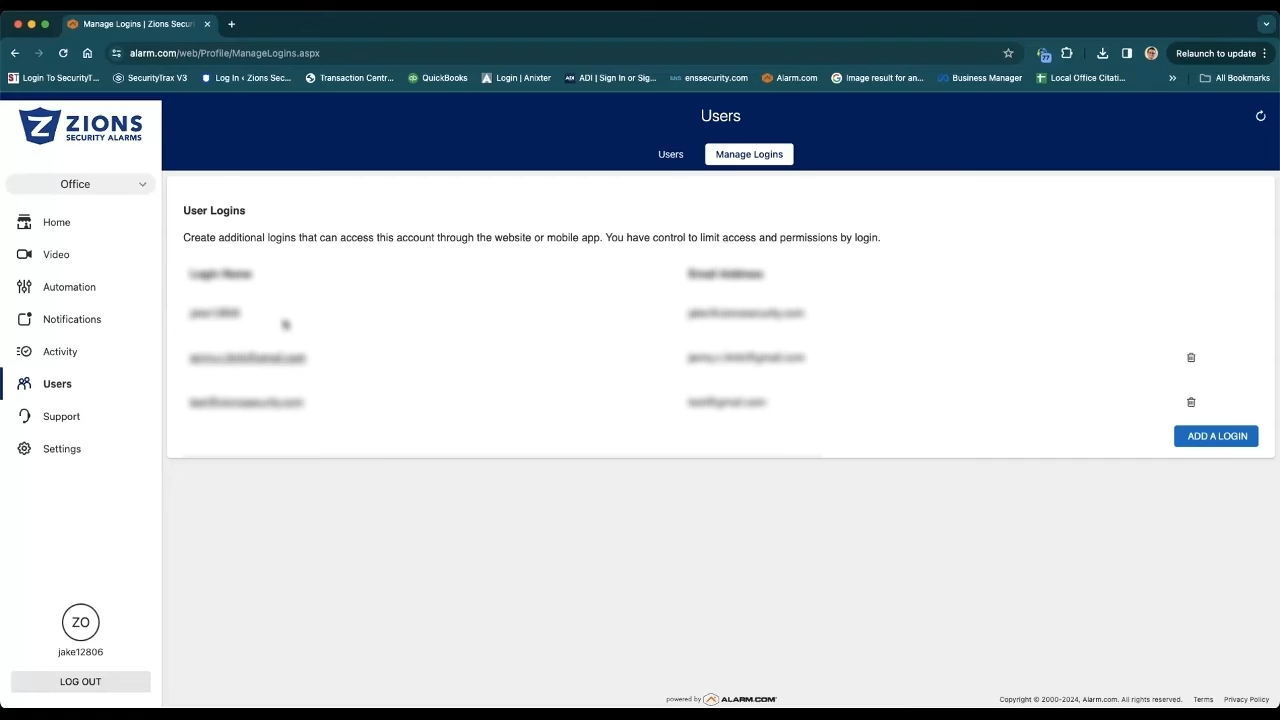 Manage Logins | Zions Secur
alarm.com/web/Profile/ManageLogins.aspx
77
Relaunch to update
Login To SecurityT...
SecurityTrax V3
Log In ‹ Zions Sec...
Transaction Centr...
QuickBooks
Login | Anixter
ADI | Sign In or Sig...
enssecurity.com
Alarm.com
Image result for an...
Business Manager
Local Office Citati...
»
All Bookmarks
ZIONS
SECURITY ALARMS
Users
Users
Manage Logins
Office
Home
Video
Automation
Notifications
Activity
Users
Support
Settings
User Logins
Create additional logins that can access this account through the website or mobile app. You have control to limit access and permissions by login.
ADD A LOGIN
ZO
jake12806
LOG OUT
powered by ALARM.COM
Copyright © 2000-2024, Alarm.com. All rights reserved.
Terms
Privacy Policy